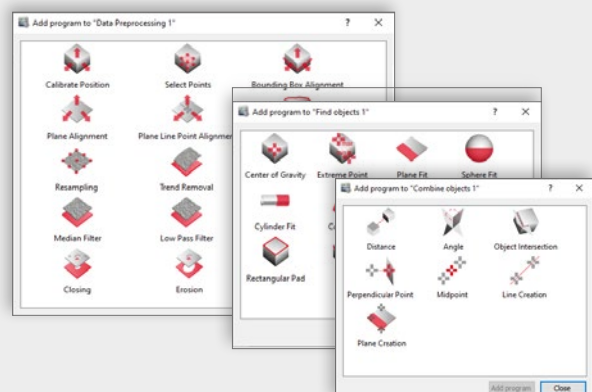 Add program to "Data Preprocessing 1"
Calibrate Position
Select Points
Bounding Box Alignment
Plane Alignment
Plane Line Point Alignmer
Resampling
Trend Removal
Median Filter
Low Pass Filter
Closing
Erosion
Add program to "Find objects 1"
Center of Gravity
Extreme Point
Plane Fit
Sphere Fit
Cylinder Fit
Rectangular Pad
Add program to "Combine objects 1"
Distance
Angle
Object Intersection
Perpendicular Point
Midpoint
Line Creation
Plane Creation
Add program
Close